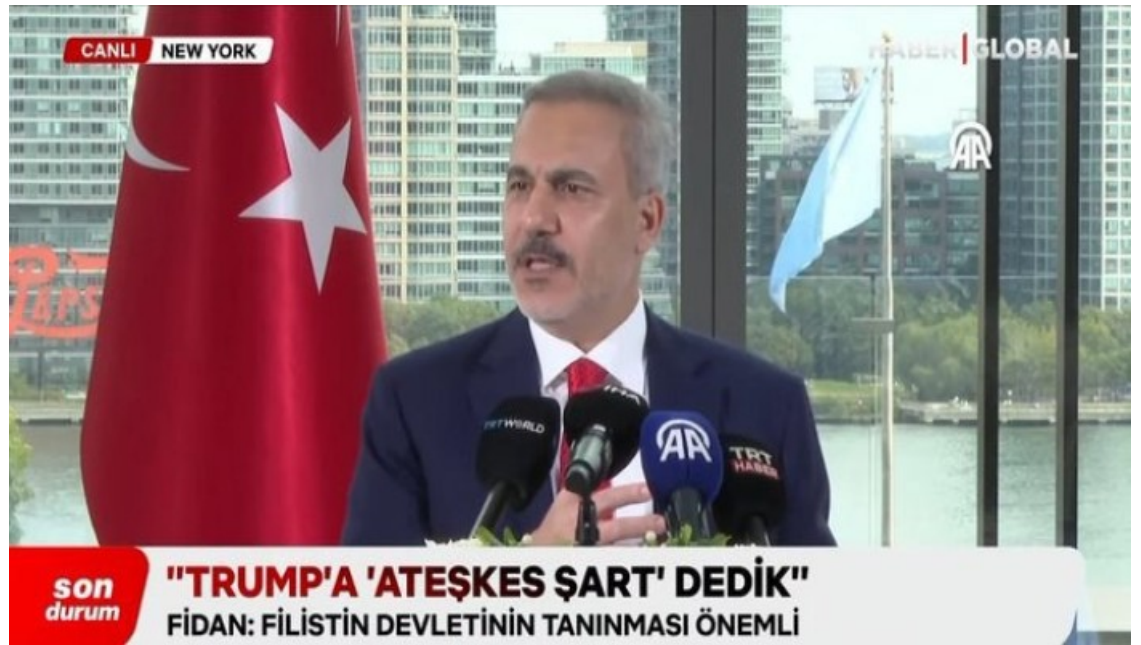 CANLI NEW YORK
HABER GLOBAL
AA
TRT WORLD
İHA
AA
TRT
HABER
son
durum
"TRUMP'A 'ATEŞKES ŞART' DEDİK"
FİDAN: FİLİSTİN DEVLETİNİN TANINMASI ÖNEMLİ